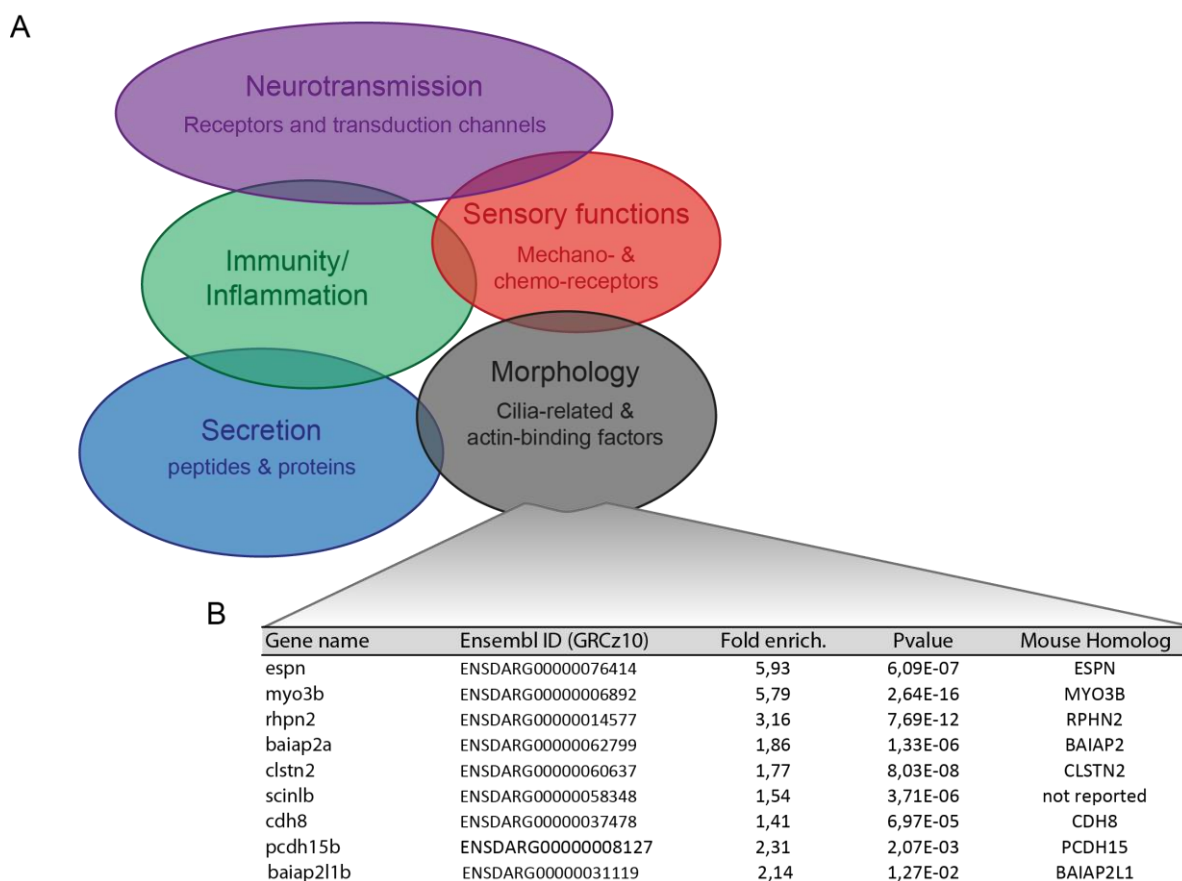 A
Neurotransmission
Receptors and transduction channels
Sensory functions
Mechano- &
chemo-receptors
Immunity/
Inflammation
Morphology
Cilia-related &
actin-binding factors
Secretion
peptides & proteins
B
Gene name Ensembl ID (GRCz10) Fold enrich. Pvalue Mouse Homolog
espn ENSDARG00000076414 5,93 6,09E-07 ESPN
myo3b ENSDARG00000006892 5,79 2,64E-16 MYO3B
rhpn2 ENSDARG00000014577 3,16 7,69E-12 RPHN2
baiap2a ENSDARG00000062799 1,86 1,33E-06 BAIAP2
clstn2 ENSDARG00000060637 1,77 8,03E-08 CLSTN2
scinlb ENSDARG00000058348 1,54 3,71E-06 not reported
cdh8 ENSDARG00000037478 1,41 6,97E-05 CDH8
pcdh15b ENSDARG00000008127 2,31 2,07E-03 PCDH15
baiap2l1b ENSDARG00000031119 2,14 1,27E-02 BAIAP2L1